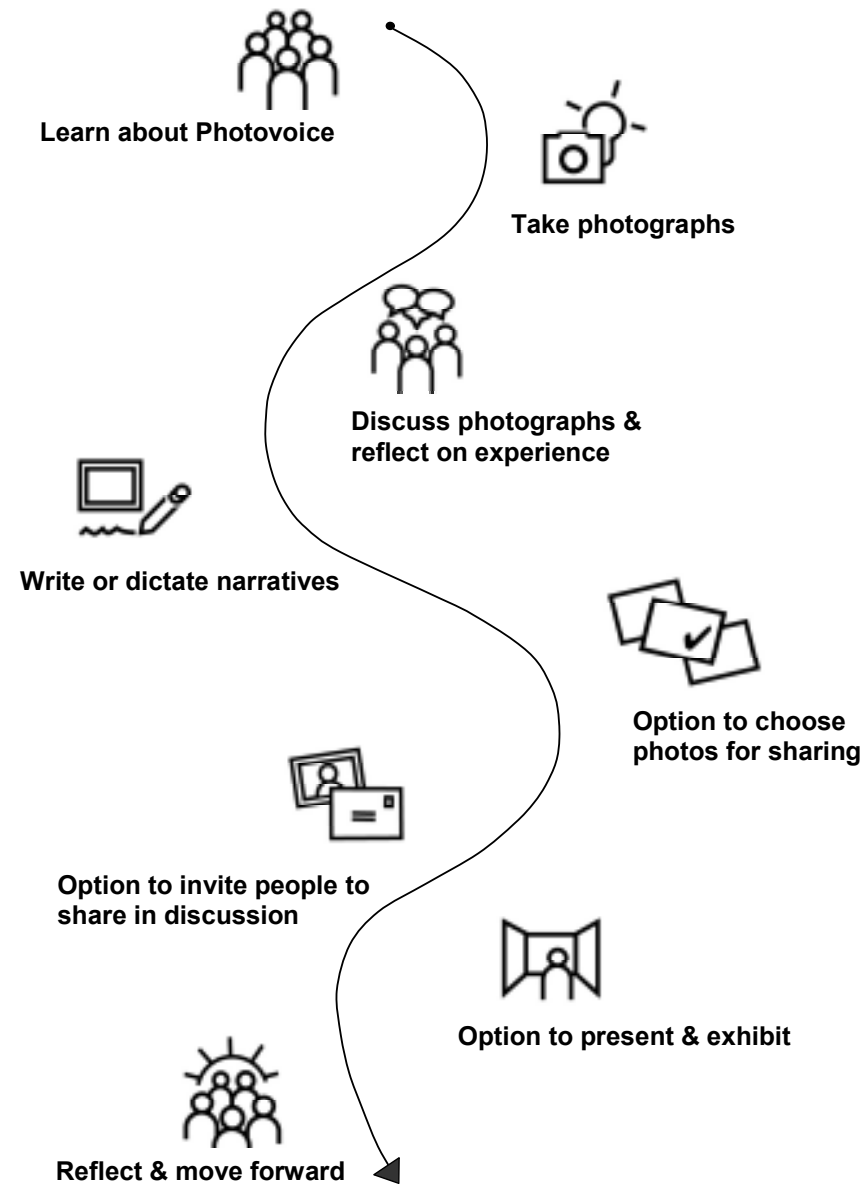 Learn about Photovoice
Take photographs
Discuss photographs &
reflect on experience
Write or dictate narratives
Option to choose
photos for sharing
Option to invite people to
share in discussion
Option to present & exhibit
Reflect & move forward